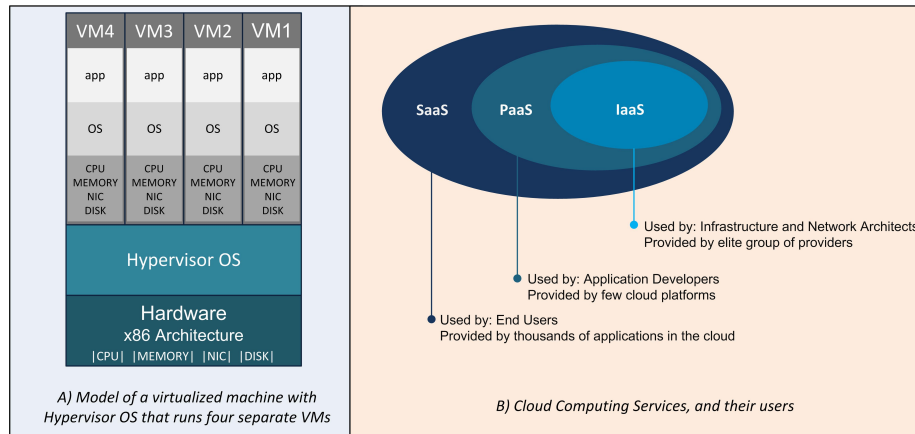 VM4 VM3 VM2 VM1
app app app app
OS OS OS OS
CPU CPU CPU CPU
MEMORY MEMORY MEMORY MEMORY
NIC NIC NIC NIC
DISK DISK DISK DISK
Hypervisor OS
Hardware
x86 Architecture
|CPU| |MEMORY| |NIC| |DISK|
A) Model of a virtualized machine with
Hypervisor OS that runs four separate VMs
SaaS PaaS IaaS
Used by: Infrastructure and Network Architects
Provided by elite group of providers
Used by: Application Developers
Provided by few cloud platforms
Used by: End Users
Provided by thousands of applications in the cloud
B) Cloud Computing Services, and their users